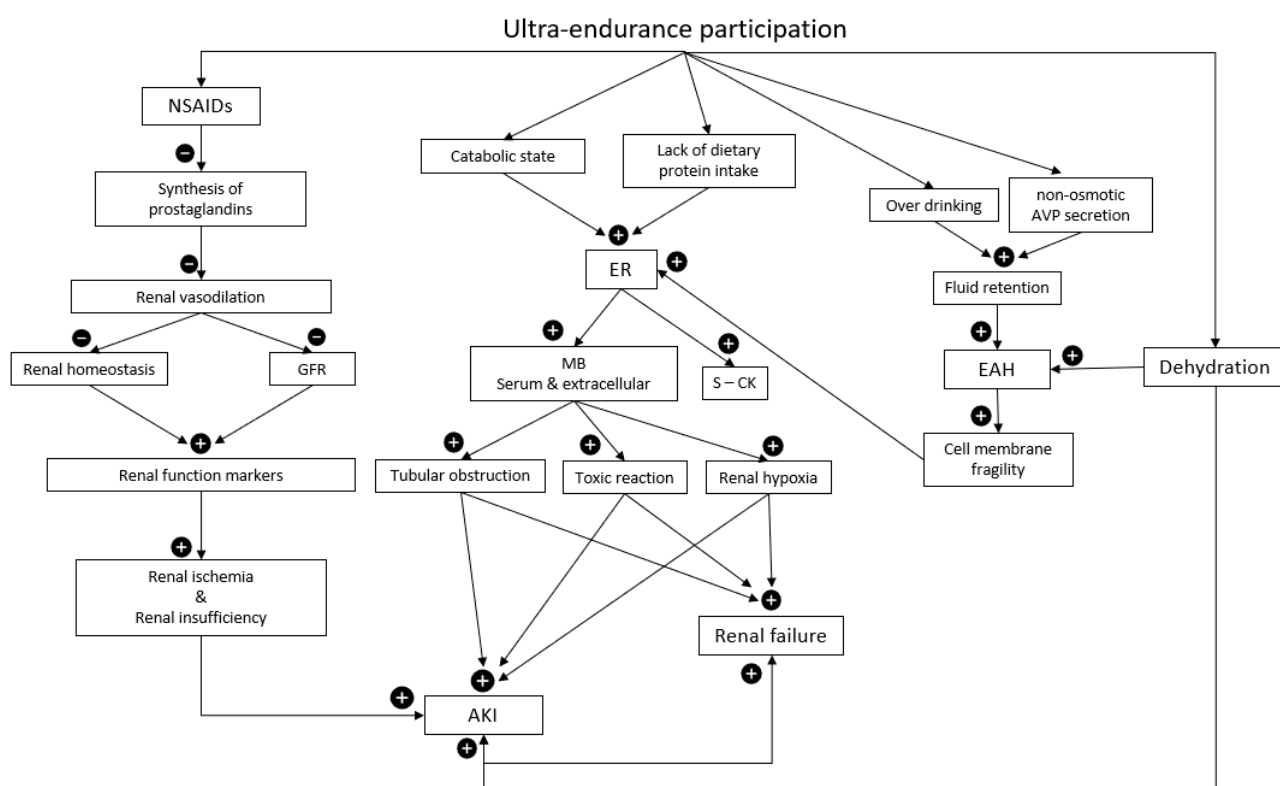 Ultra-endurance participation
NSAIDs
Synthesis of
prostaglandins
Renal vasodilation
Renal homeostasis
GFR
Renal function markers
Renal ischemia
&
Renal insufficiency
Catabolic state
Lack of dietary
protein intake
ER
MB
Serum & extracellular
S – CK
Tubular obstruction
Toxic reaction
Renal hypoxia
Renal failure
AKI
Over drinking
non-osmotic
AVP secretion
Fluid retention
EAH
Dehydration
Cell membrane
fragility